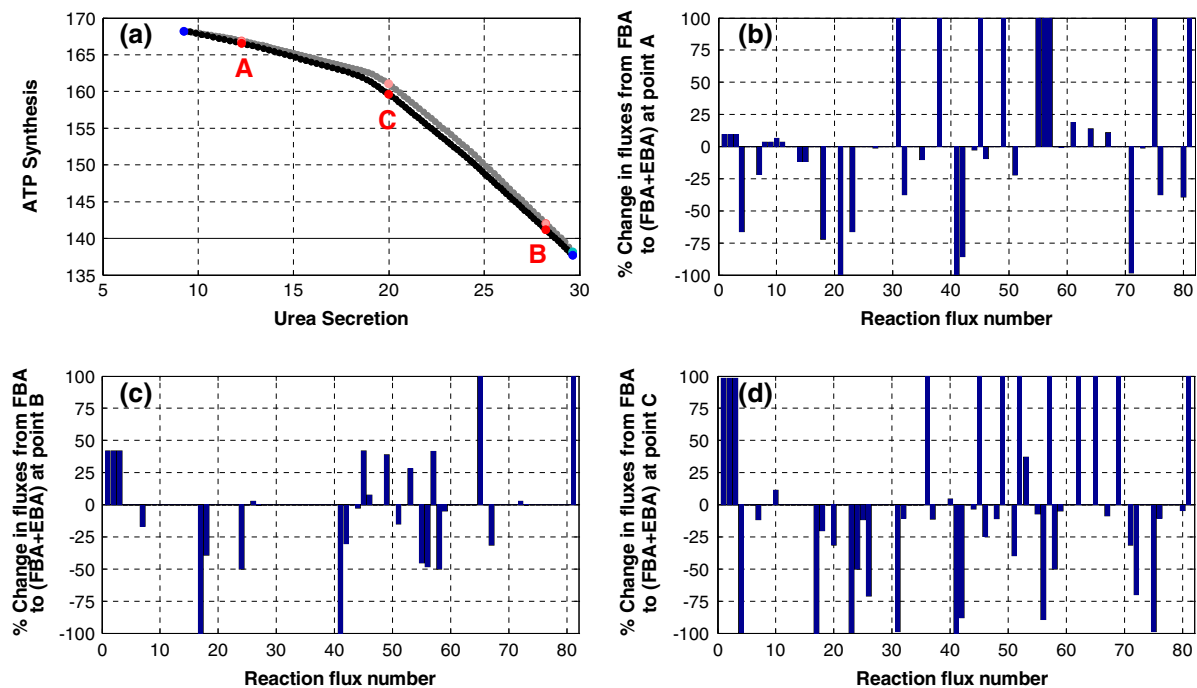 (a)
170
165
160
155
150
145
140
135
ATP Synthesis
A
C
B
5 10 15 20 25 30
Urea Secretion
(b)
100
75
50
25
0
-25
-50
-75
-100
% Change in fluxes from FBA
to (FBA+EBA) at point A
0 10 20 30 40 50 60 70 80
Reaction flux number
(c)
100
75
50
25
0
-25
-50
-75
-100
% Change in fluxes from FBA
to (FBA+EBA) at point B
0 10 20 30 40 50 60 70 80
Reaction flux number
(d)
100
75
50
25
0
-25
-50
-75
-100
% Change in fluxes from FBA
to (FBA+EBA) at point C
0 10 20 30 40 50 60 70 80
Reaction flux number